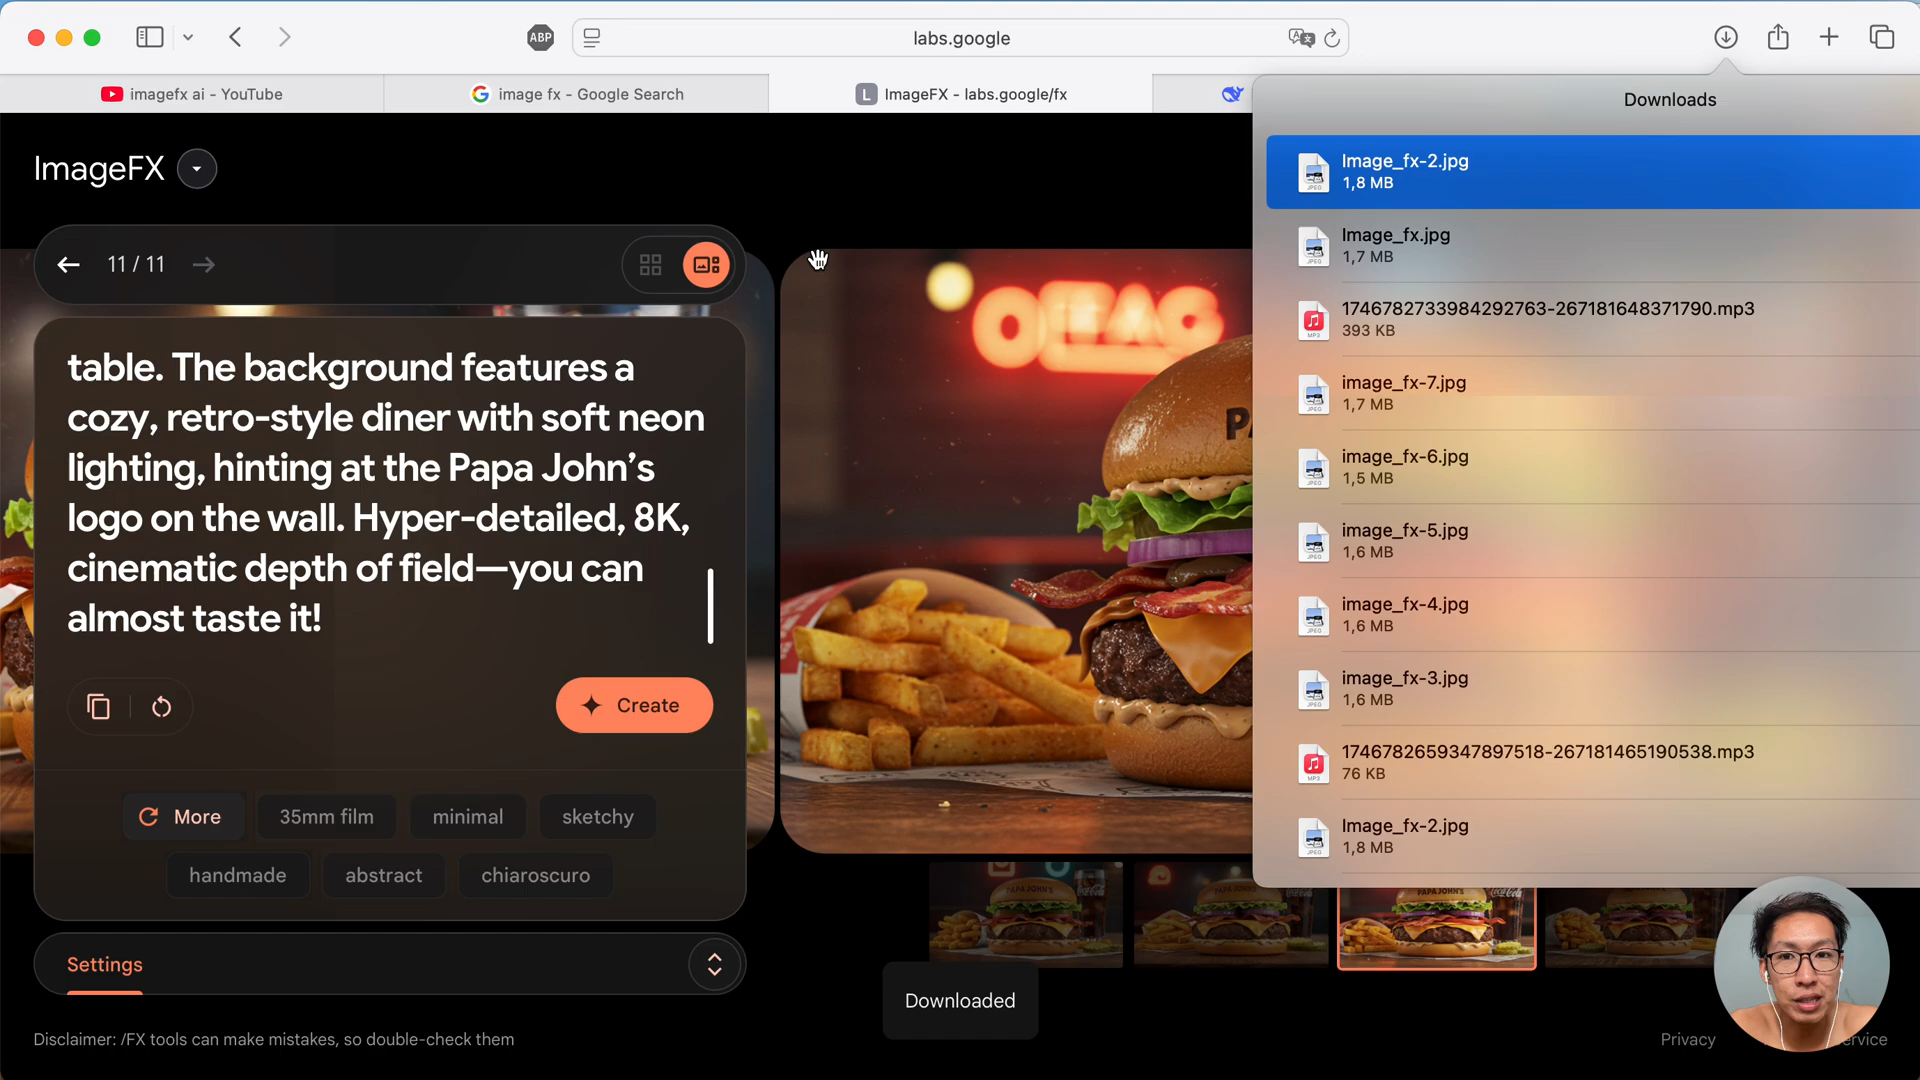 ABP
labs.google
imagefx ai - YouTube
image fx - Google Search
L
ImageFX - labs.google/fx
Downloads
Image_fx-2.jpg
1,8 MB
Image_fx.jpg
1,7 MB
1746782733984292763-267181648371790.mp3
393 KB
image_fx-7.jpg
1,7 MB
image_fx-6.jpg
1,5 MB
image_fx-5.jpg
1,6 MB
image_fx-4.jpg
1,6 MB
image_fx-3.jpg
1,6 MB
1746782659347897518-267181465190538.mp3
76 KB
Image_fx-2.jpg
1,8 MB
ImageFX
11 / 11
table. The background features a
cozy, retro-style diner with soft neon
lighting, hinting at the Papa John's
logo on the wall. Hyper-detailed, 8K,
cinematic depth of field—you can
almost taste it!
Create
More
35mm film
minimal
sketchy
handmade
abstract
chiaroscuro
Settings
PAPA JOHN'S
Coca-Cola
Downloaded
Disclaimer: /FX tools can make mistakes, so double-check them
Privacy